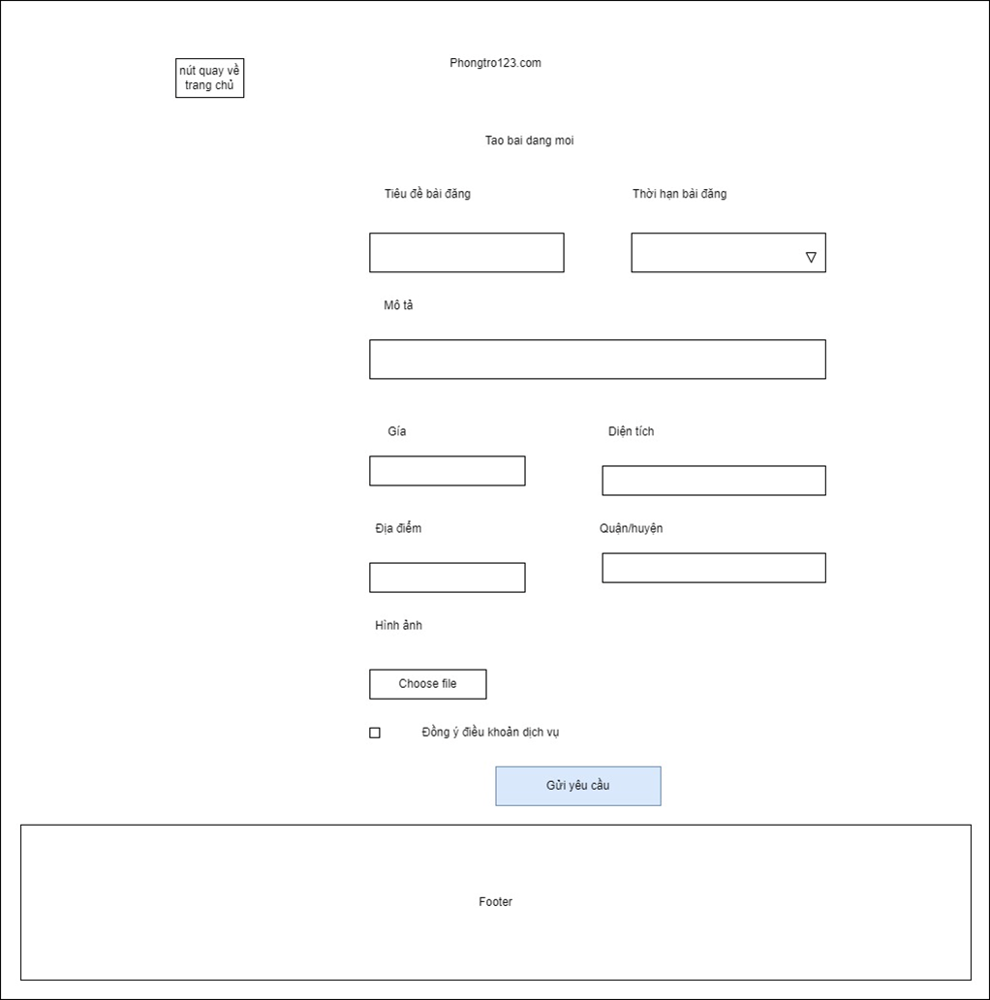 nút quay về
trang chủ
Phongtro123.com
Tao bai dang moi
Tiêu đề bài đăng
Thời hạn bài đăng
Mô tả
Gía
Diện tích
Địa điểm
Quận/huyện
Hình ảnh
Choose file
Đồng ý điều khoản dịch vụ
Gửi yêu cầu
Footer